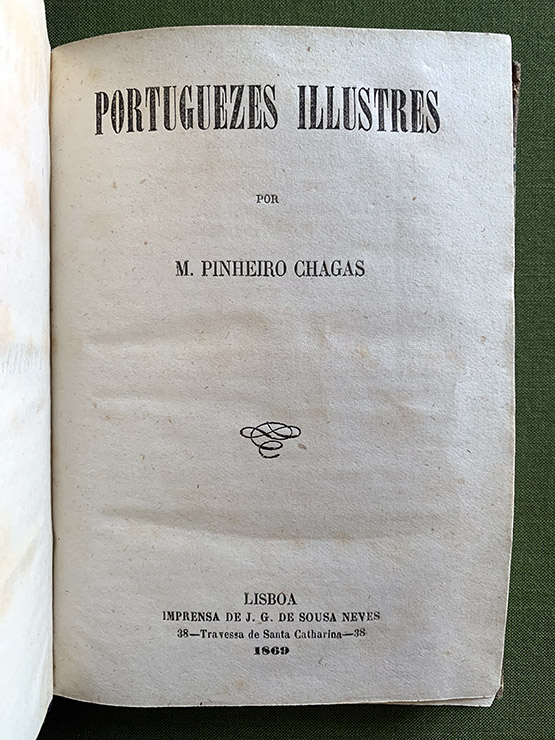 PORTUGUEZES ILLUSTRES
POR
M. PINHEIRO CHAGAS
LISBOA
IMPRENSA DE J. G. DE SOUSA NEVES
38—Travessa de Santa Catharina—38
1869